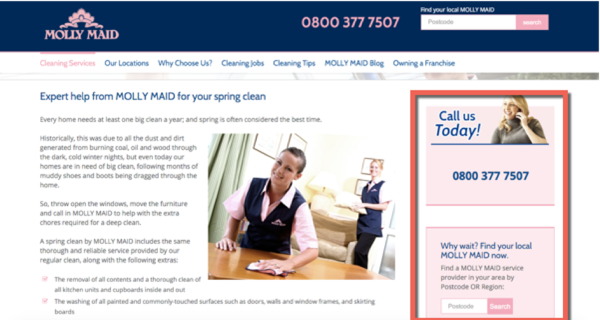 MOLLY MAID
0800 377 7507
Find your local MOLLY MAID
Postcode
search
Cleaning Services
Our Locations
Why Choose Us?
Cleaning Jobs
Cleaning Tips
MOLLY MAID Blog
Owning a Franchise
Expert help from MOLLY MAID for your spring clean
Every home needs at least one big clean a year; and spring is often considered the best time.
Historically, this was due to all the dust and dirt
generated from burning coal, oil and wood through
the dark, cold winter nights, but even today our
homes are in need of big clean, following months of
muddy shoes and boots being dragged through the
home.
So, throw open the windows, move the furniture
and call in MOLLY MAID to help with the extra
chores required for a deep clean.
A spring clean by MOLLY MAID includes the same
thorough and reliable service provided by our
regular clean, along with the following extras:
The removal of all contents and a thorough clean of
all kitchen units and cupboards inside and out
The washing of all painted and commonly-touched surfaces such as doors, walls and window frames, and skirting
boards
Call us
Today!
0800 377 7507
Why wait? Find your local
MOLLY MAID now.
Find a MOLLY MAID service
provider in your area by
Postcode OR Region:
Postcode
Search